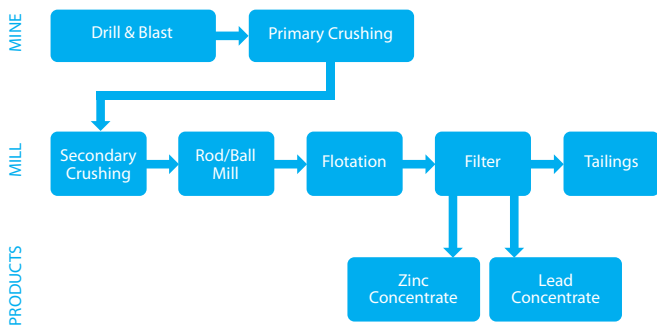 MINE
Drill & Blast
Primary Crushing
MILL
Secondary
Crushing
Rod/Ball
Mill
Flotation
Filter
Tailings
PRODUCTS
Zinc
Concentrate
Lead
Concentrate